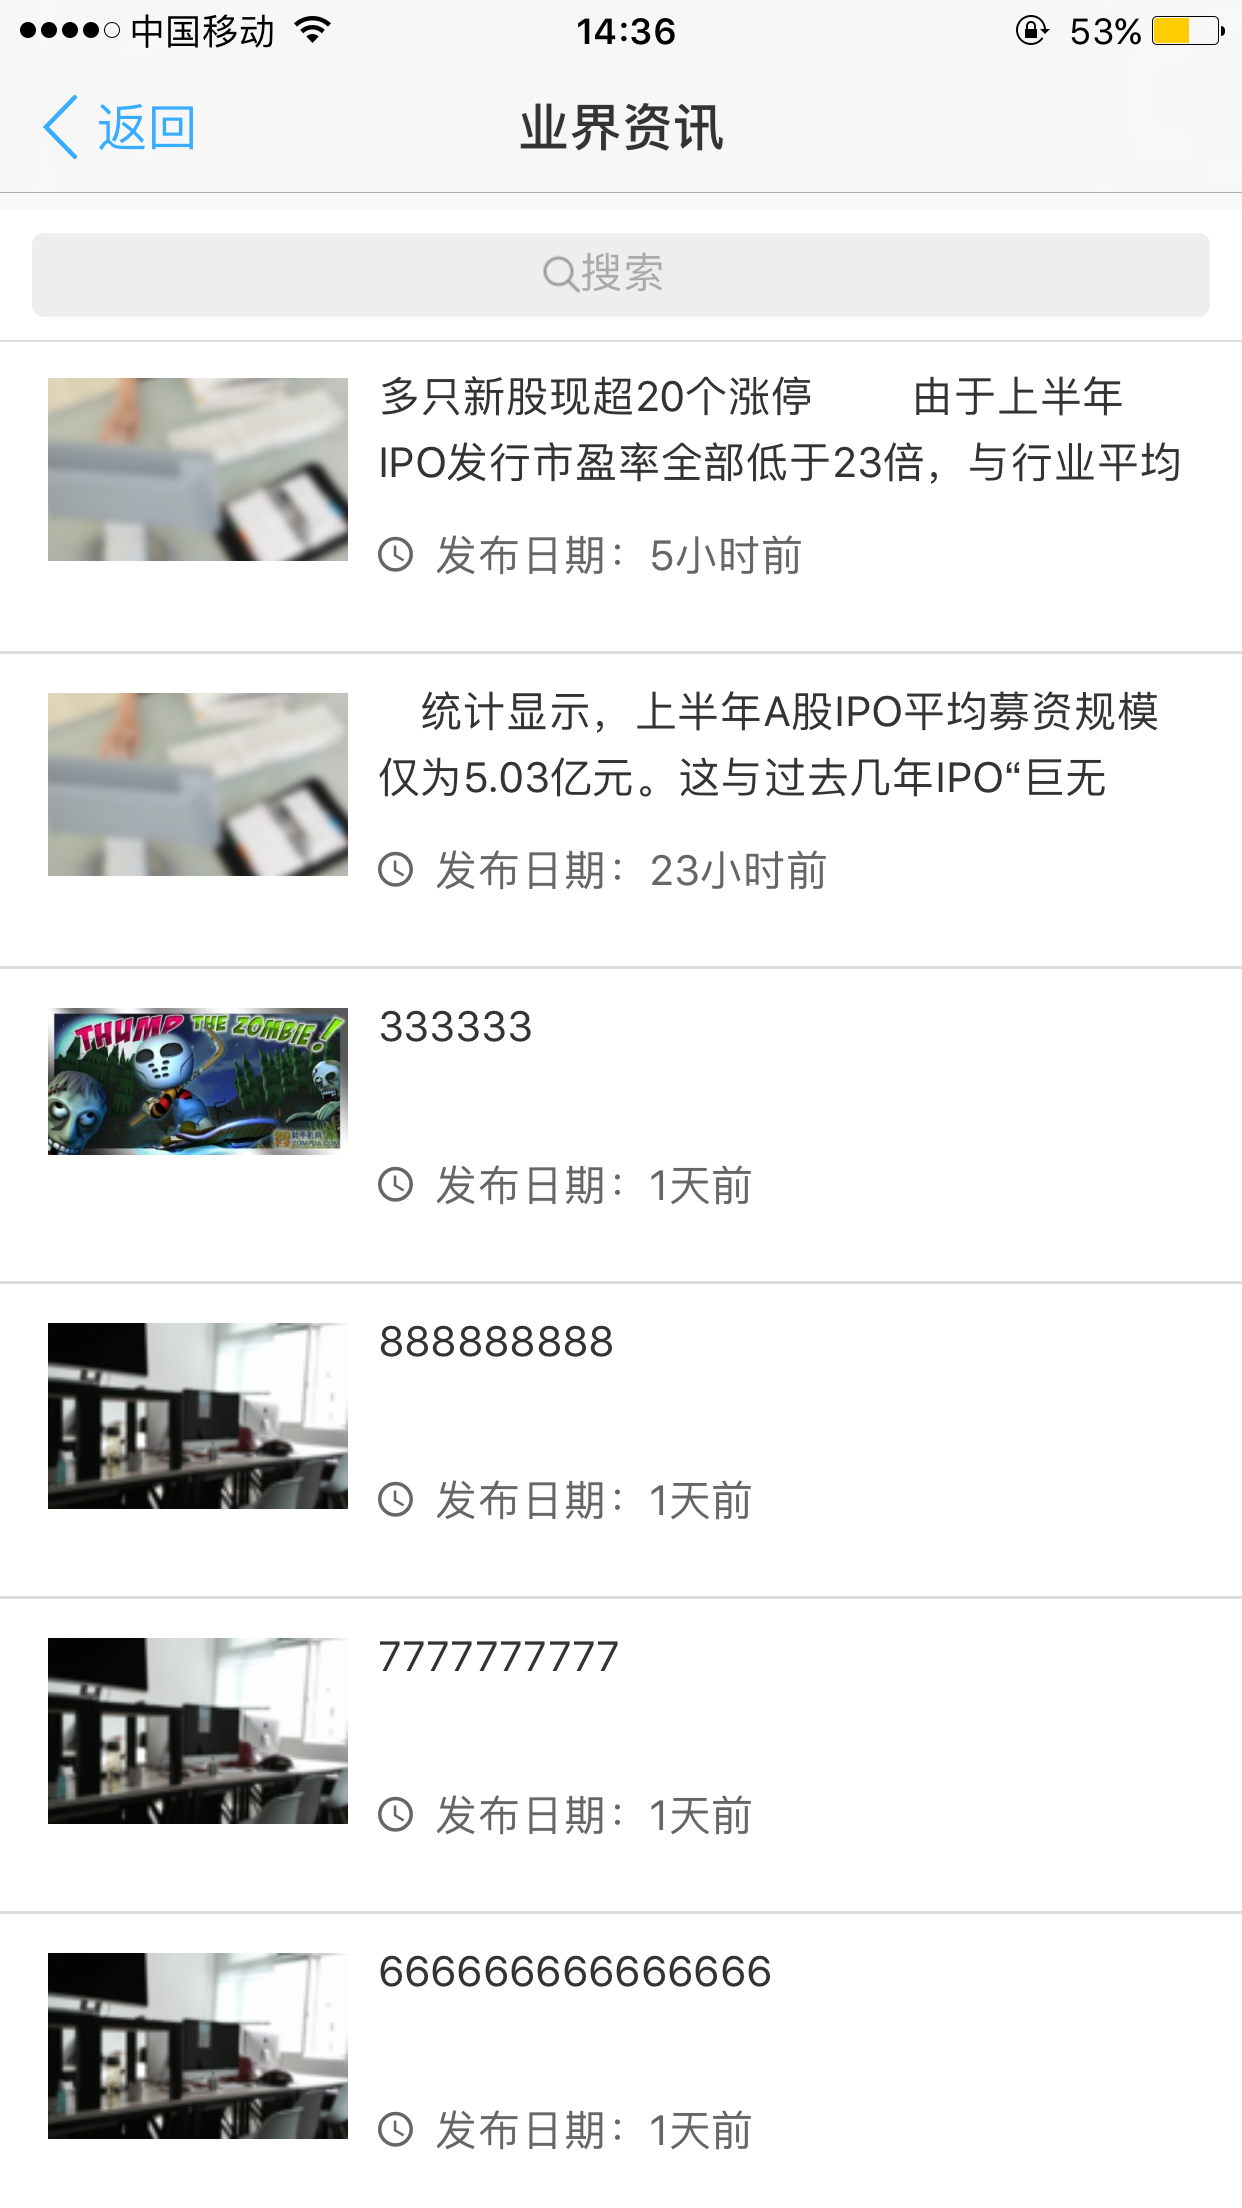 中国移动
14:36
53%
返回
业界资讯
搜索
多只新股现超20个涨停　　由于上半年
IPO发行市盈率全部低于23倍，与行业平均
发布日期：5小时前
统计显示，上半年A股IPO平均募资规模
仅为5.03亿元。这与过去几年IPO“巨无
发布日期：23小时前
THUMP THE ZOMBIE!
TOMPDA.COM
333333
发布日期：1天前
888888888
发布日期：1天前
7777777777
发布日期：1天前
666666666666666
发布日期：1天前